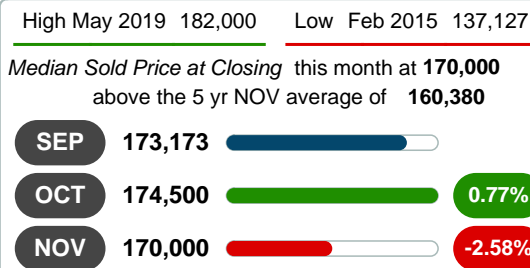 High May 2019 182,000 Low Feb 2015 137,127
Median Sold Price at Closing this month at 170,000
above the 5 yr NOV average of 160,380
SEP 173,173
OCT 174,500 0.77%
NOV 170,000 -2.58%